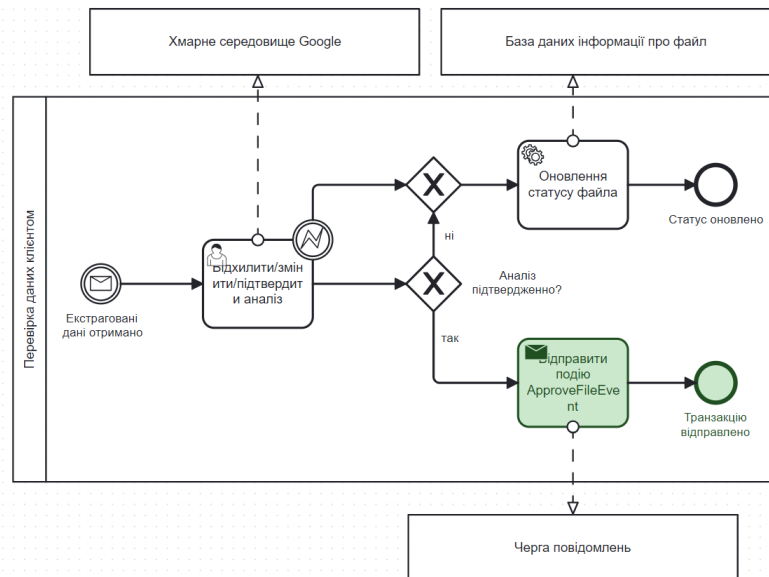 Хмарне середовище Google
База даних інформації про файл
Перевірка даних клієнтом
Екстраговані
дані отримано
Відхилити/змін
ити/підтвердит
и аналіз
Оновлення
статусу файла
Статус оновлено
ні
Аналіз
підтвердженно?
так
Відправити
подію
ApproveFileEve
nt
Транзакцію
відправлено
Черга повідомлень